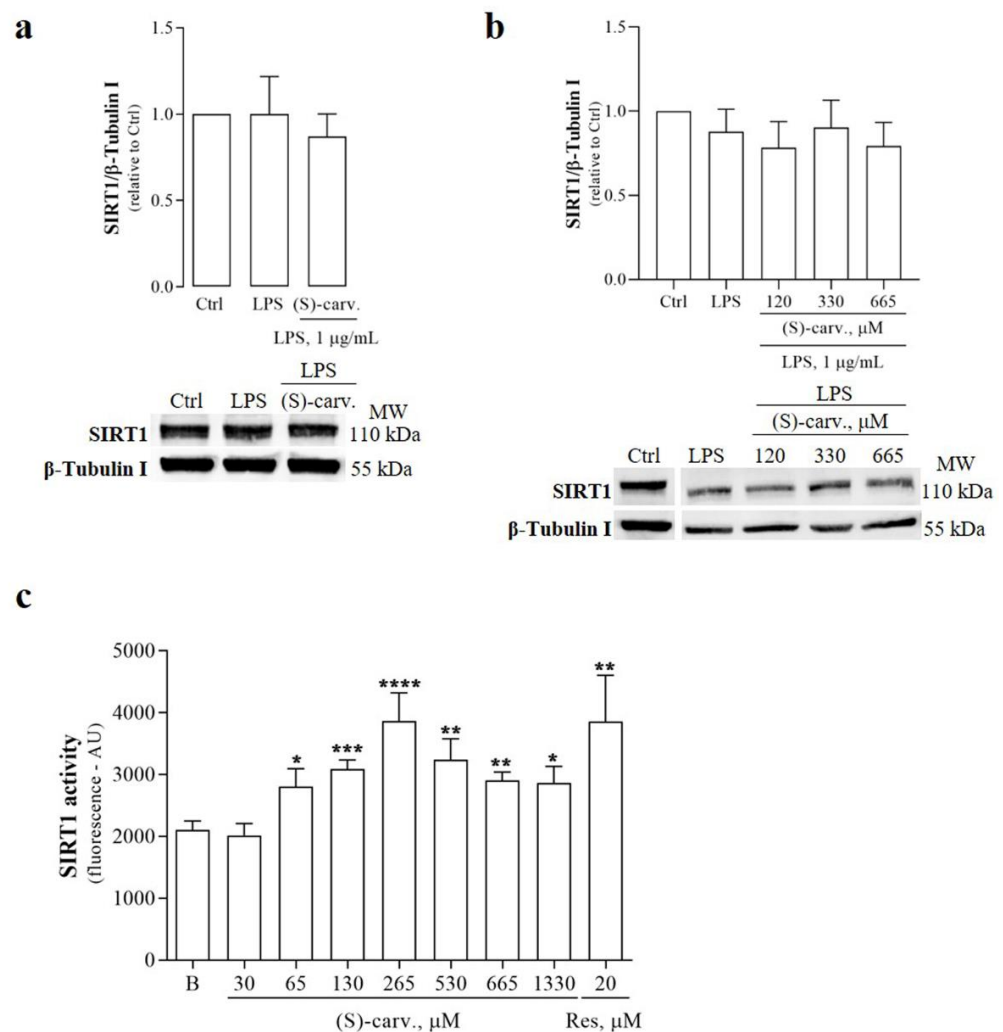 a
SIRT1/β-Tubulin I
(relative to Ctrl)
1.5
1.0
0.5
0.0
Ctrl LPS (S)-carv.
LPS, 1 µg/mL
LPS
Ctrl LPS (S)-carv.
MW
SIRT1 110 kDa
β-Tubulin I 55 kDa
b
SIRT1/β-Tubulin I
(relative to Ctrl)
1.5
1.0
0.5
0.0
Ctrl LPS 120 330 665
(S)-carv., µM
LPS, 1 µg/mL
LPS
(S)-carv., µM
Ctrl LPS 120 330 665
MW
SIRT1 110 kDa
β-Tubulin I 55 kDa
c
SIRT1 activity
(fluorescence - AU)
5000
4000
3000
2000
1000
0
* *** **** ** ** * **
B 30 65 130 265 530 665 1330 20
(S)-carv., µM Res, µM